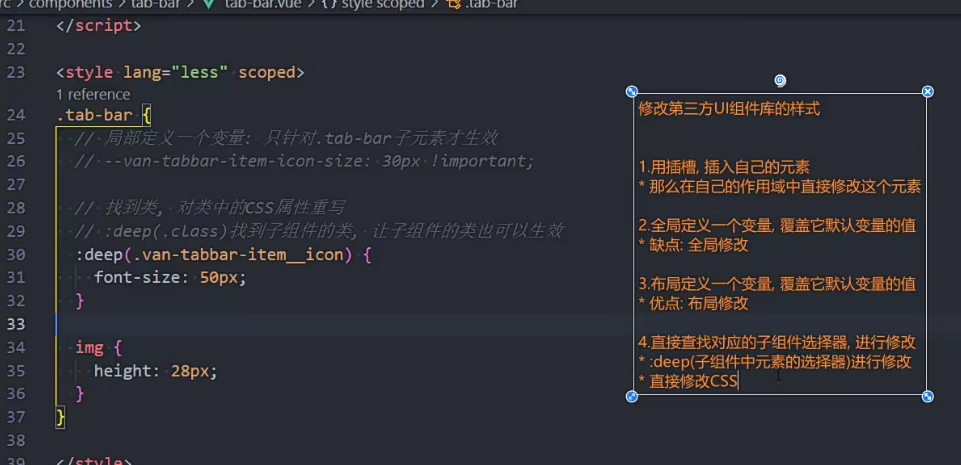 rc > components > tab-bar > tab-bar.vue > {} style scoped > .tab-bar
21 </script>
22
23 <style lang="less" scoped>
1 reference
24 .tab-bar {
25 // 局部定义一个变量: 只针对.tab-bar子元素才生效
26 // --van-tabbar-item-icon-size: 30px !important;
27
28 // 找到类, 对类中的CSS属性重写
29 // :deep(.class)找到子组件的类, 让子组件的类也可以生效
30 :deep(.van-tabbar-item__icon) {
31 font-size: 50px;
32 }
33
34 img {
35 height: 28px;
36 }
37 }
38
39 </style>
修改第三方UI组件库的样式
1.用插槽, 插入自己的元素
* 那么在自己的作用域中直接修改这个元素
2.全局定义一个变量, 覆盖它默认变量的值
* 缺点: 全局修改
3.布局定义一个变量, 覆盖它默认变量的值
* 优点: 布局修改
4.直接查找对应的子组件选择器, 进行修改
* :deep(子组件中元素的选择器)进行修改
* 直接修改CSS